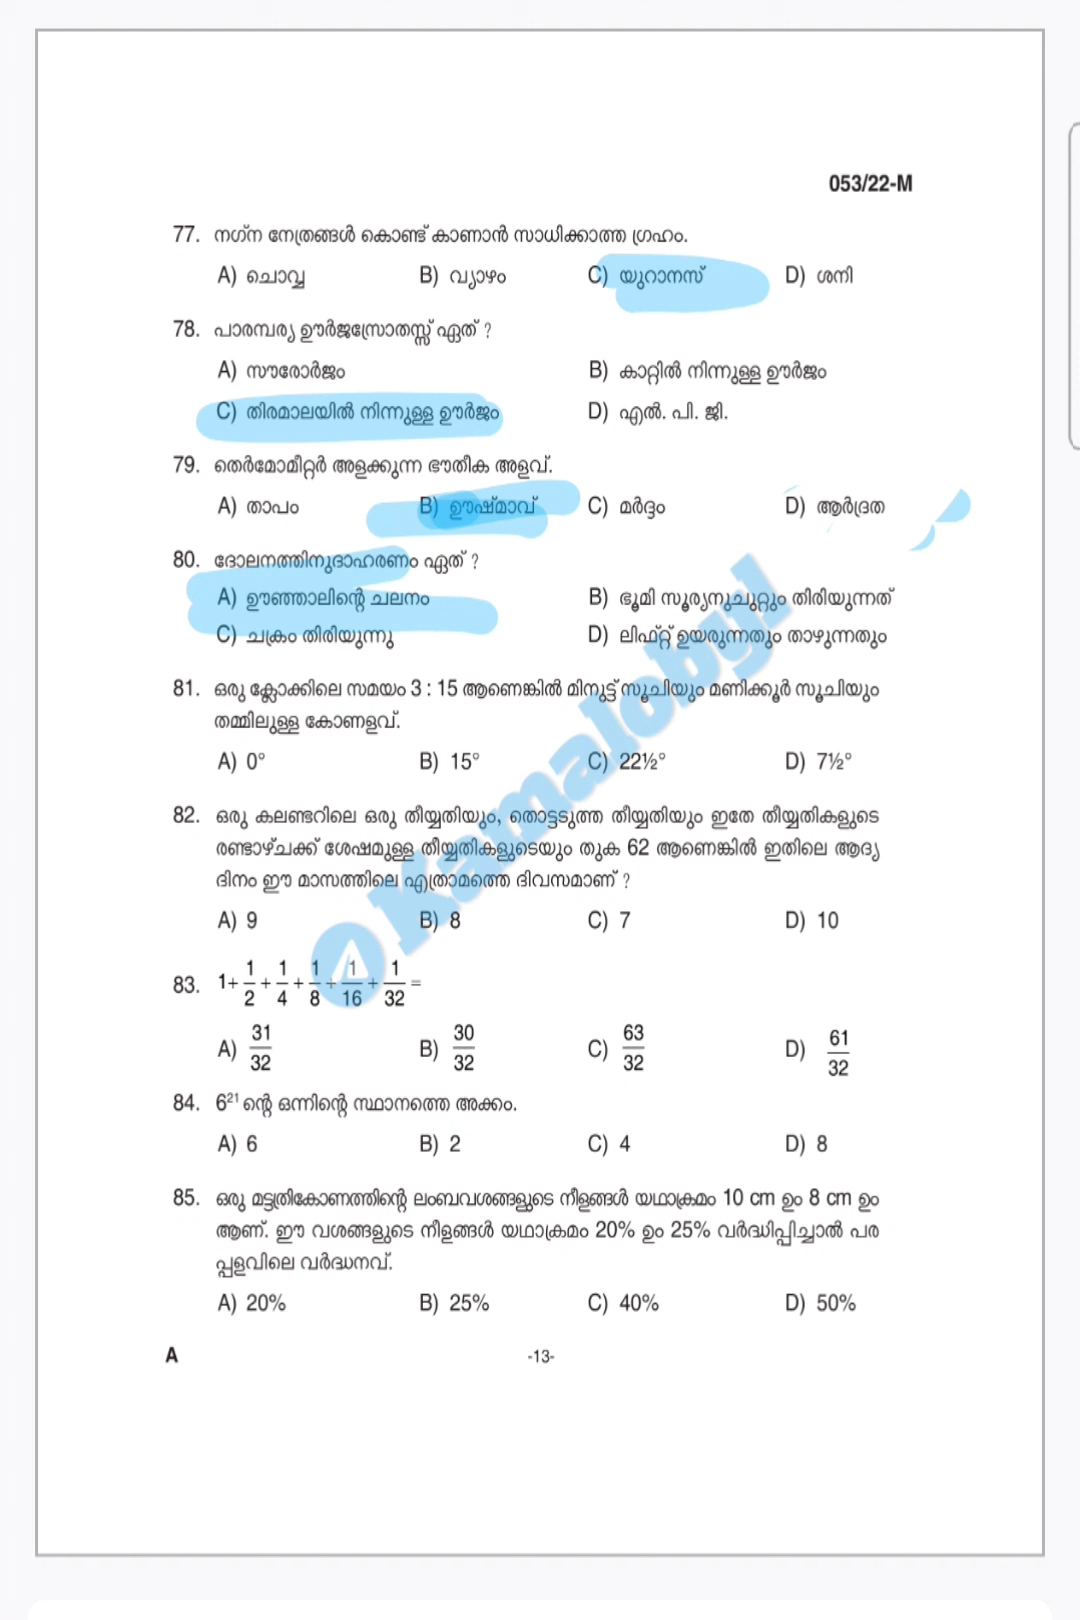 053/22-M
77. നഗ്ന നേത്രങ്ങൾ കൊണ്ട് കാണാൻ സാധിക്കാത്ത ഗ്രഹം.
A) ചൊവ്വ B) വ്യാഴം C) യുറാനസ് D) ശനി
78. പാരമ്പര്യ ഊർജസ്രോതസ്സ് ഏത് ?
A) സൗരോർജം B) കാറ്റിൽ നിന്നുള്ള ഊർജം
C) തിരമാലയിൽ നിന്നുള്ള ഊർജം D) എൽ. പി. ജി.
79. തെർമോമീറ്റർ അളക്കുന്ന ഭൗതീക അളവ്.
A) താപം B) ഊഷ്മാവ് C) മർദ്ദം D) ആർദ്രത
80. ദോലനത്തിനുദാഹരണം ഏത് ?
A) ഊഞ്ഞാലിന്റെ ചലനം B) ഭൂമി സൂര്യനുചുറ്റും തിരിയുന്നത്
C) ചക്രം തിരിയുന്നു D) ലിഫ്റ്റ് ഉയരുന്നതും താഴുന്നതും
81. ഒരു ക്ലോക്കിലെ സമയം 3 : 15 ആണെങ്കിൽ മിനുട്ട് സൂചിയും മണിക്കൂർ സൂചിയും
തമ്മിലുള്ള കോണളവ്.
A) 0° B) 15° C) 22½° D) 7½°
82. ഒരു കലണ്ടറിലെ ഒരു തീയ്യതിയും, തൊട്ടടുത്ത തീയ്യതിയും ഇതേ തീയ്യതികളുടെ
രണ്ടാഴ്ചക്ക് ശേഷമുള്ള തീയ്യതികളുടെയും തുക 62 ആണെങ്കിൽ ഇതിലെ ആദ്യ
ദിനം ഈ മാസത്തിലെ എത്രാമത്തെ ദിവസമാണ് ?
A) 9 B) 8 C) 7 D) 10
83. 1+ 1/2 + 1/4 + 1/8 + 1/16 + 1/32 =
A) 31/32 B) 30/32 C) 63/32 D) 61/32
84. 6²¹ ന്റെ ഒന്നിന്റെ സ്ഥാനത്തെ അക്കം.
A) 6 B) 2 C) 4 D) 8
85. ഒരു മട്ടത്രികോണത്തിന്റെ ലംബവശങ്ങളുടെ നീളങ്ങൾ യഥാക്രമം 10 cm ഉം 8 cm ഉം
ആണ്. ഈ വശങ്ങളുടെ നീളങ്ങൾ യഥാക്രമം 20% ഉം 25% വർദ്ധിപ്പിച്ചാൽ പര
പ്പളവിലെ വർദ്ധനവ്.
A) 20% B) 25% C) 40% D) 50%
A -13-
Kamalobyl